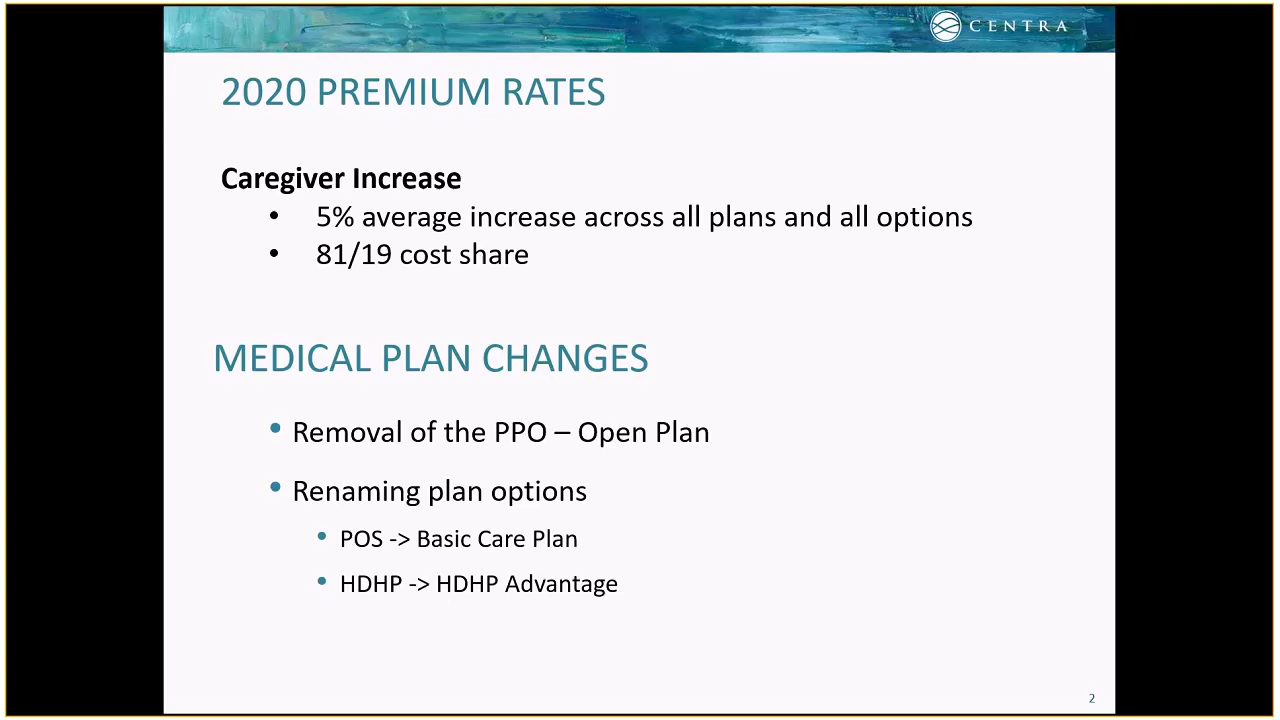 CENTRA
2020 PREMIUM RATES
Caregiver Increase
• 5% average increase across all plans and all options
• 81/19 cost share
MEDICAL PLAN CHANGES
• Removal of the PPO – Open Plan
• Renaming plan options
• POS -> Basic Care Plan
• HDHP -> HDHP Advantage
2